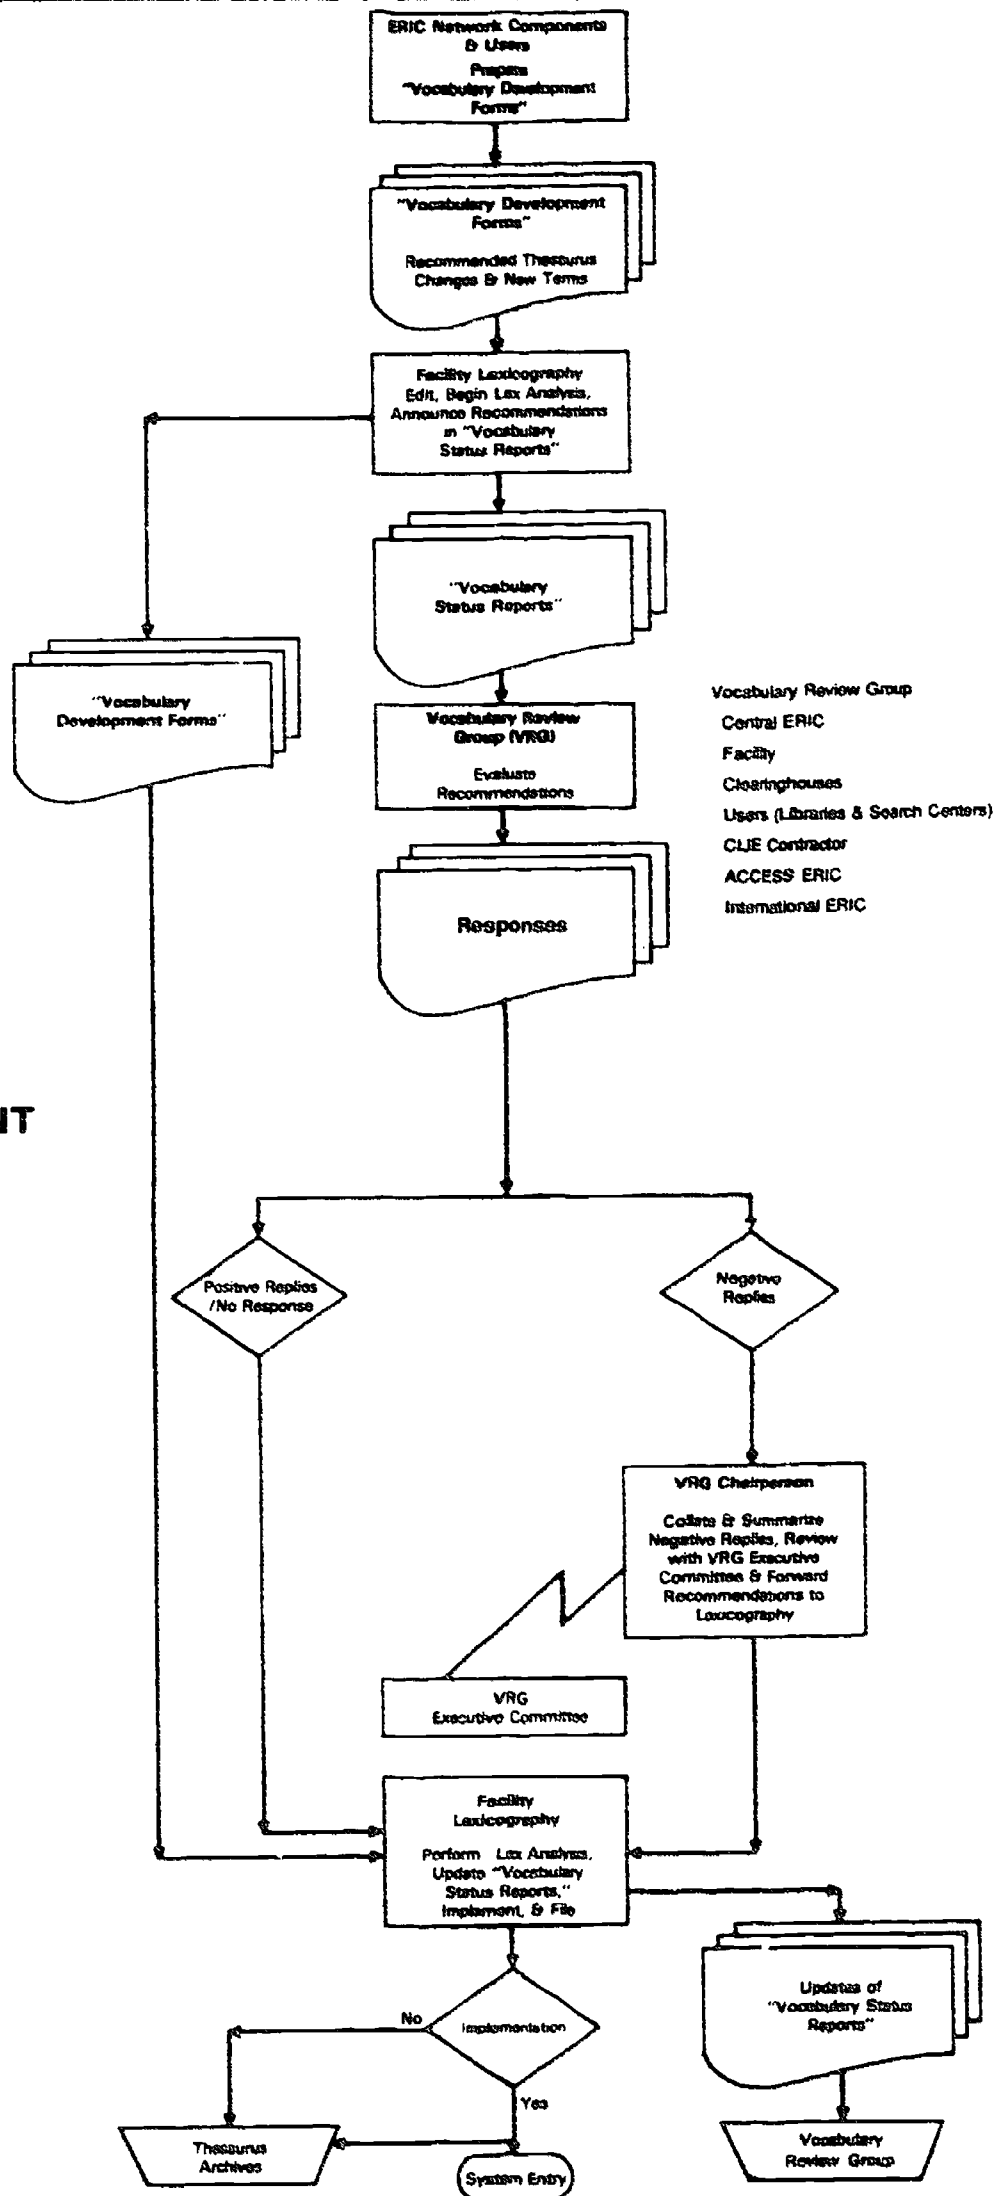 ERIC Network Components
& Users
Prepare
"Vocabulary Development
Forms"
"Vocabulary Development
Forms"
Recommended Thesaurus
Changes & New Terms
Facility Lexicography
Edit, Begin Lex Analysis,
Announce Recommendations
in "Vocabulary
Status Reports"
"Vocabulary
Status Reports"
"Vocabulary
Development Forms"
Vocabulary Review
Group (VRG)
Evaluate
Recommendations
Vocabulary Review Group
Central ERIC
Facility
Clearinghouses
Users (Libraries & Search Centers)
CIJE Contractor
ACCESS ERIC
International ERIC
Responses
IT
Positive Replies
/No Response
Negative
Replies
VRG Chairperson
Collate & Summarize
Negative Replies, Review
with VRG Executive
Committee & Forward
Recommendations to
Lexicography
VRG
Executive Committee
Facility
Lexicography
Perform Lex Analysis,
Update "Vocabulary
Status Reports,"
Implement, & File
Updates of
"Vocabulary Status
Reports"
No
Implementation
Yes
Thesaurus
Archives
System Entry
Vocabulary
Review Group